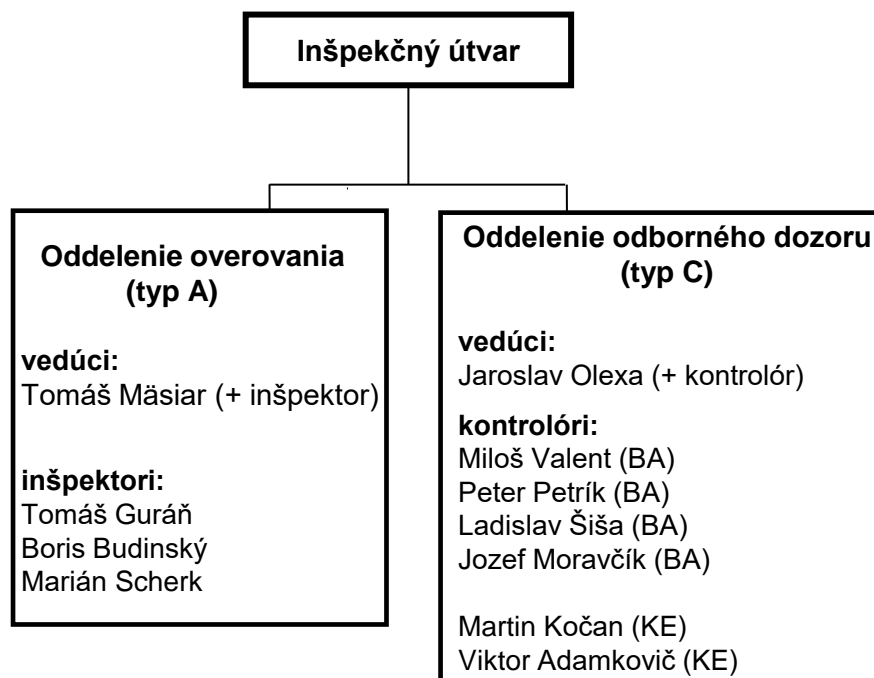 Inšpekčný útvar
Oddelenie overovania
(typ A)
vedúci:
Tomáš Mäsiar (+ inšpektor)
inšpektori:
Tomáš Guráň
Boris Budinský
Marián Scherk
Oddelenie odborného dozoru
(typ C)
vedúci:
Jaroslav Olexa (+ kontrolór)
kontrolóri:
Miloš Valent (BA)
Peter Petrík (BA)
Ladislav Šiša (BA)
Jozef Moravčík (BA)
Martin Kočan (KE)
Viktor Adamkovič (KE)